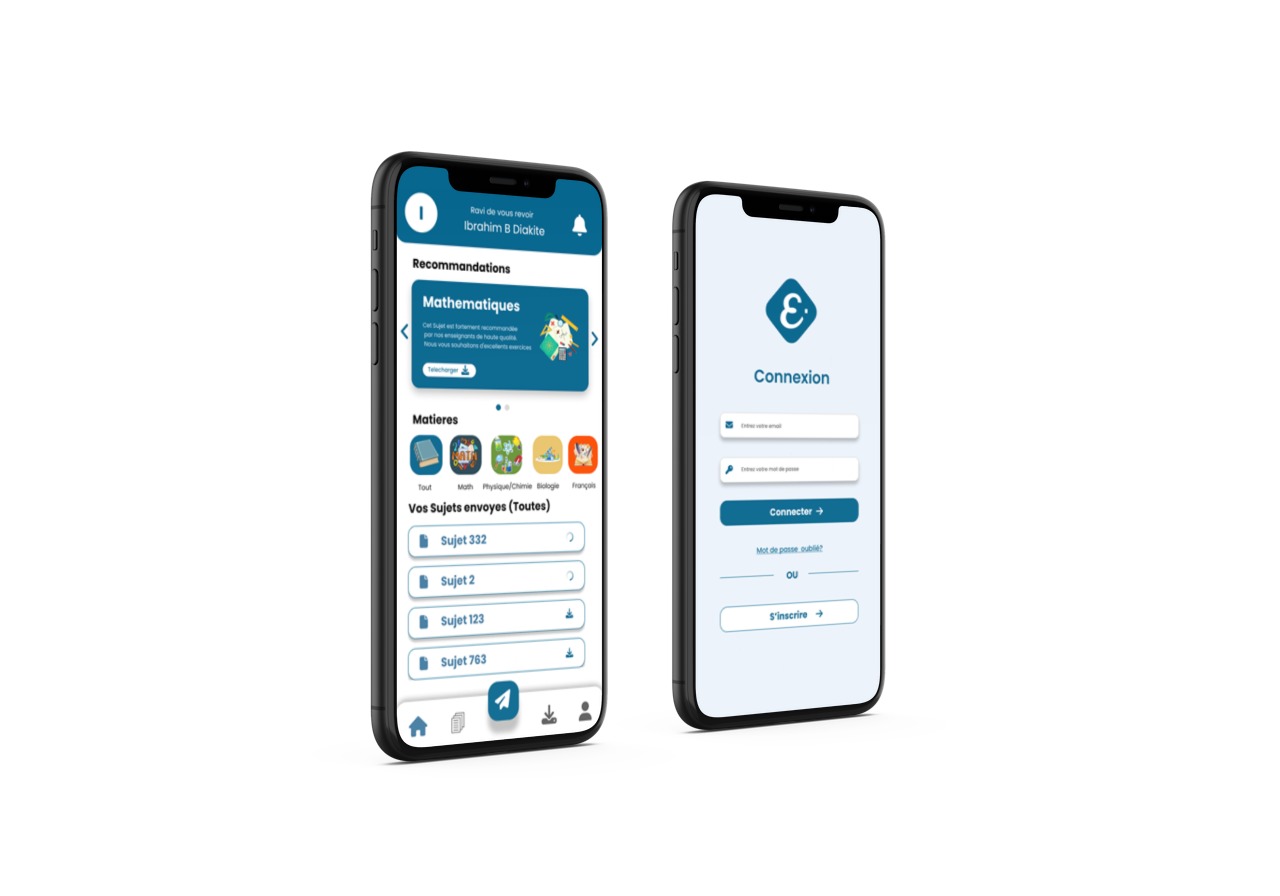 I
Ravi de vous revoir
Ibrahim B Diakite
Recommandations
Mathematiques
Cet Sujet est fortement recommandée
par nos enseignants de haute qualité.
Nous vous souhaitons d'excellents exercices
Telecharger
Matieres
MATH
Tout
Math
Physique/Chimie
Biologie
Français
Vos Sujets envoyes (Toutes)
Sujet 332
Sujet 2
Sujet 123
Sujet 763
Connexion
Entrez votre email
Entrez votre mot de passe
Connecter
Mot de passe oublié?
OU
S'inscrire